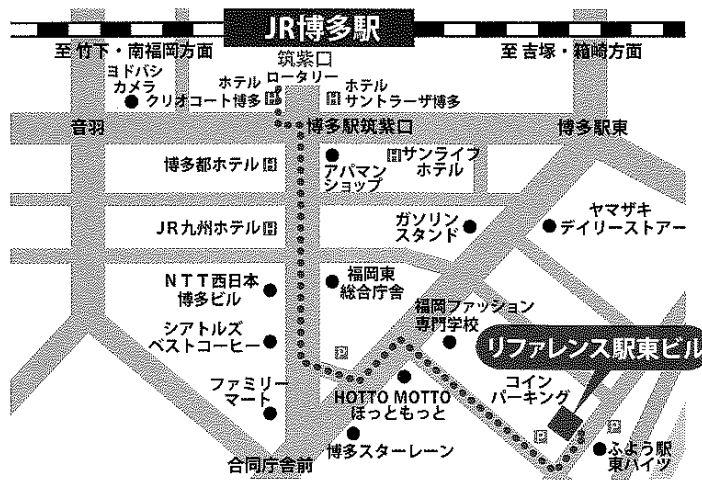 JR博多駅
至 竹下・南福岡方面
至 吉塚・箱崎方面
筑紫口
ロータリー
ヨドバシ
カメラ
ホテル
クリオコート博多
H
H
ホテル
サントラーザ博多
音羽
博多駅筑紫口
博多駅東
博多都ホテル
H
アパマン
ショップ
H
サンライフ
ホテル
JR九州ホテル
H
ガソリン
スタンド
ヤマザキ
デイリーストアー
NTT西日本
博多ビル
福岡東
総合庁舎
福岡ファッション
専門学校
シアトルズ
ベストコーヒー
P
リファレンス駅東ビル
ファミリー
マート
HOTTO MOTTO
ほっともっと
コイン
パーキング
P
P
博多スターレーン
ふよう駅
東ハイツ
合同庁舎前